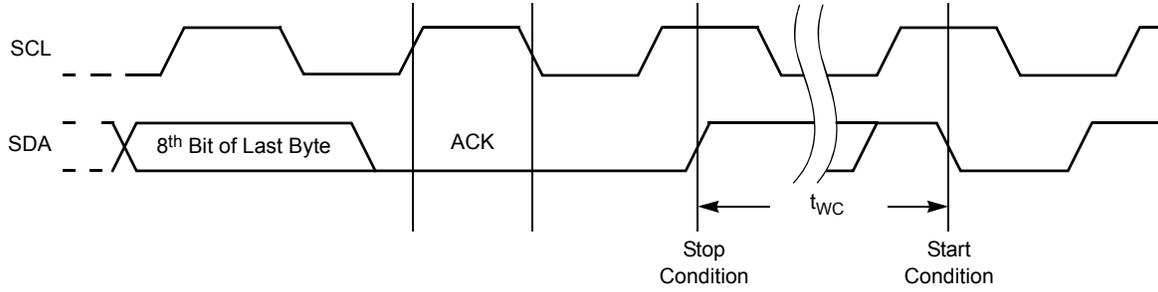 SCL
SDA
8th Bit of Last Byte
ACK
tWC
Stop
Condition
Start
Condition